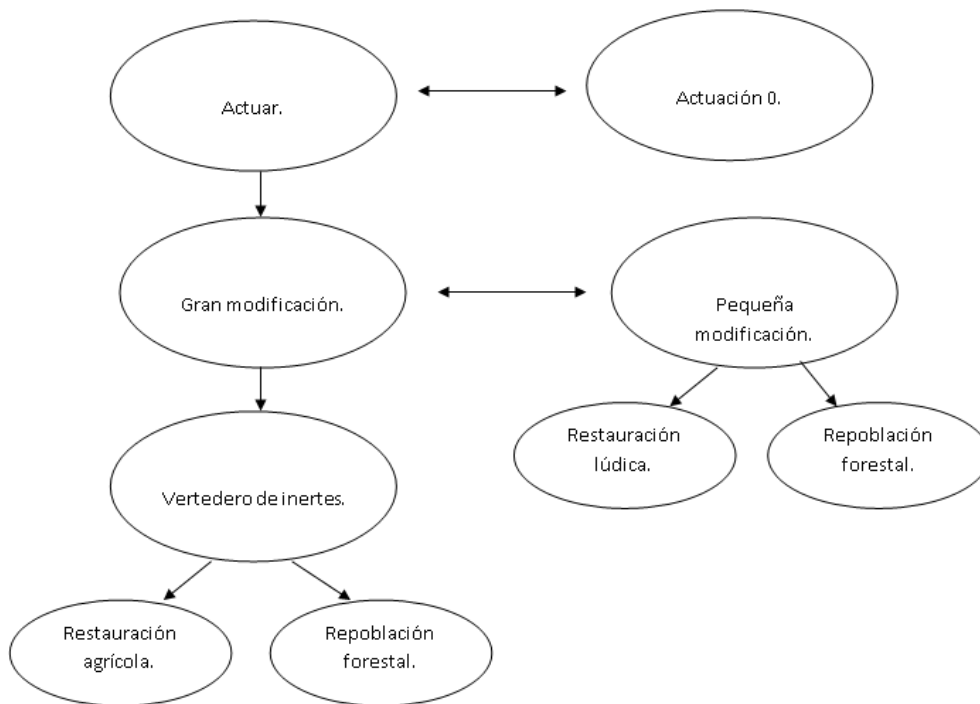 Actuar.
Actuación 0.
Gran modificación.
Pequeña
modificación.
Restauración
lúdica.
Repoblación
forestal.
Vertedero de inertes.
Restauración
agrícola.
Repoblación
forestal.